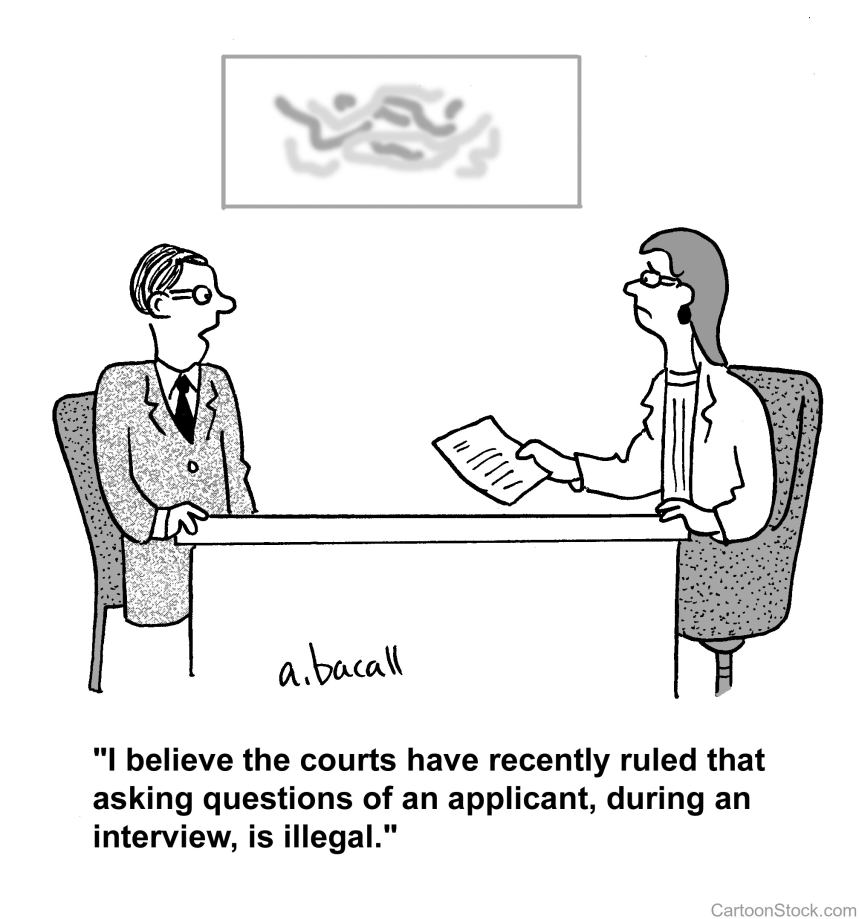 a.bacall
"I believe the courts have recently ruled that
asking questions of an applicant, during an
interview, is illegal."
CartoonStock.com